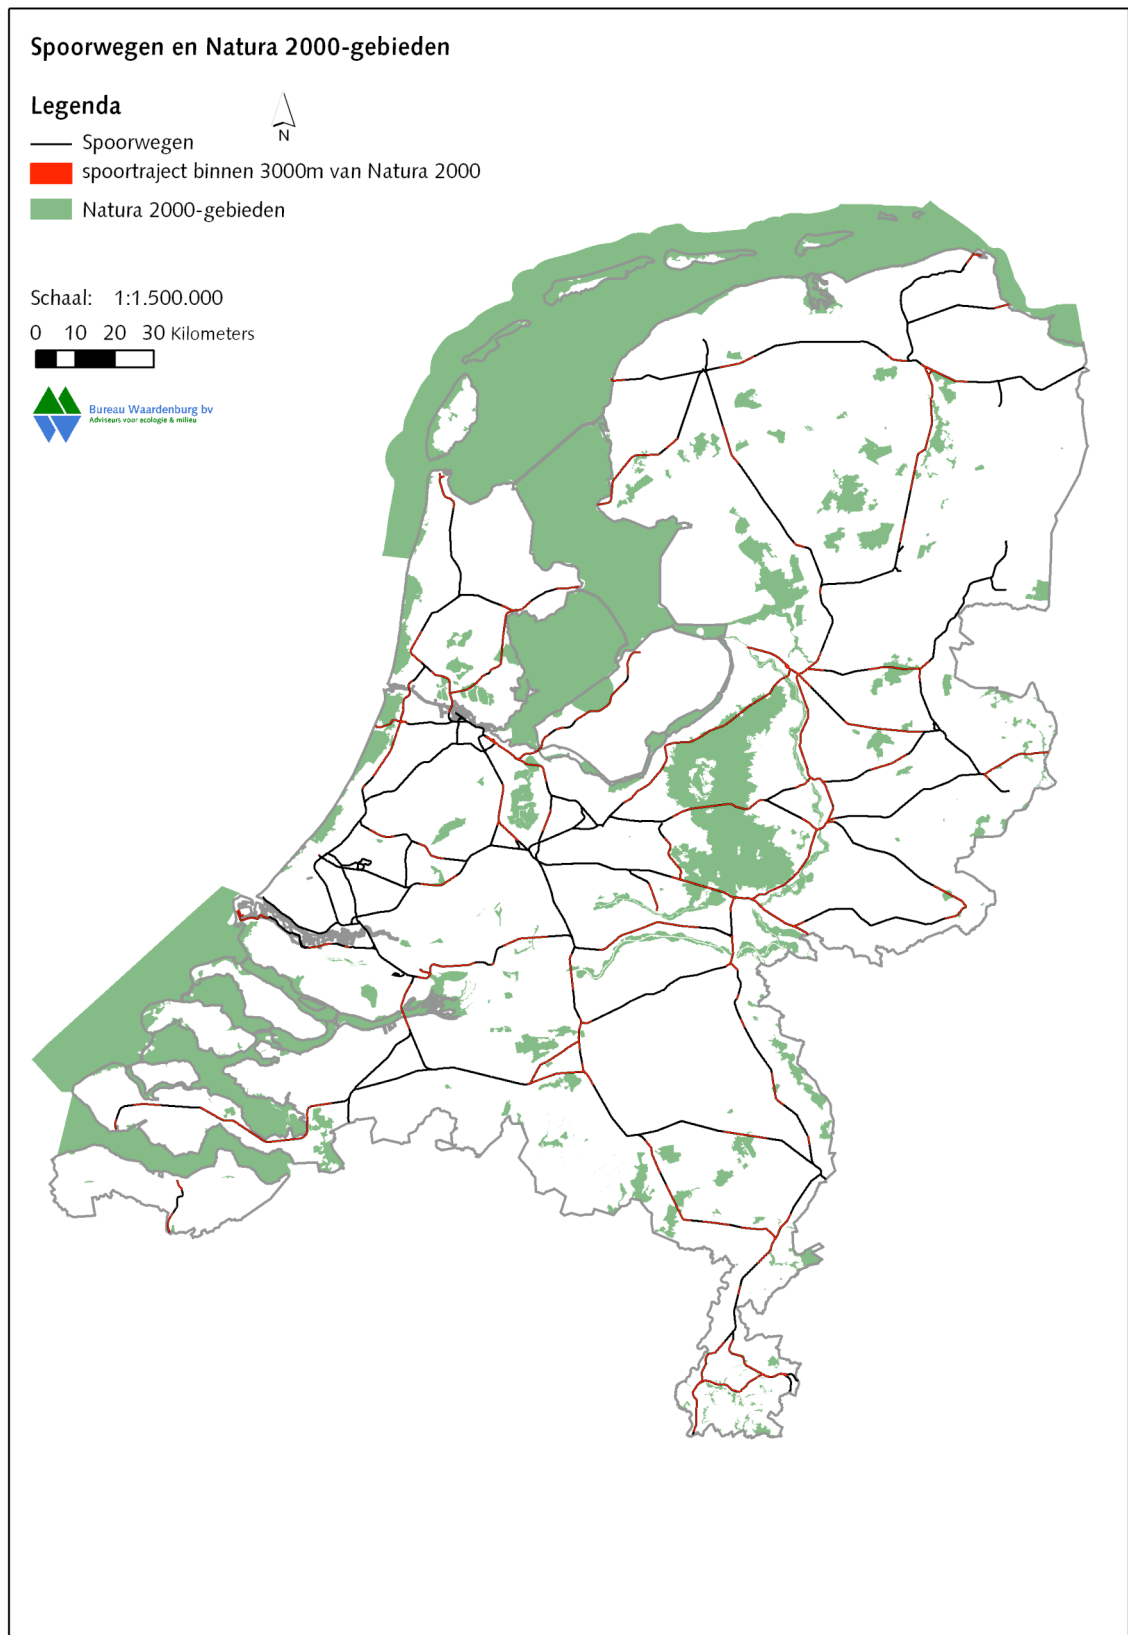 Spoorwegen en Natura 2000-gebieden
Legenda
N
Spoorwegen
spoortraject binnen 3000m van Natura 2000
Natura 2000-gebieden
Schaal: 1:1.500.000
0 10 20 30 Kilometers
Bureau Waardenburg bv
Adviseurs voor ecologie & milieu